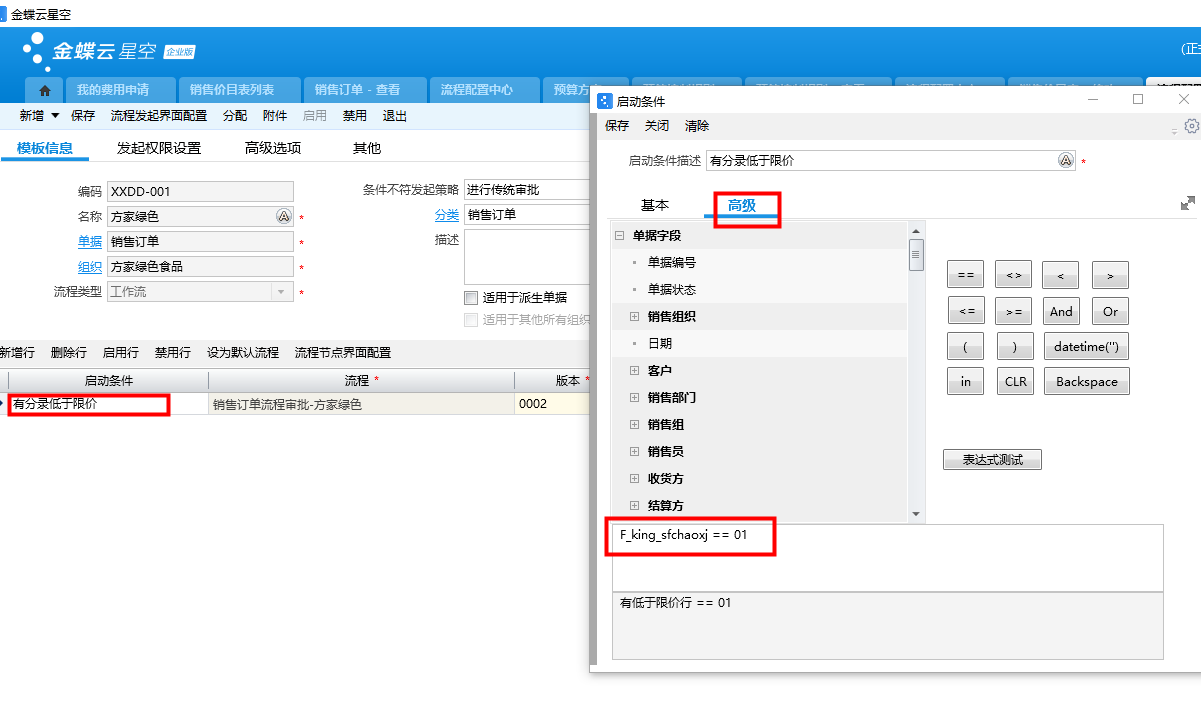 金蝶云星空
金蝶云 星空 企业版
(正
我的费用申请 销售价目表列表 销售订单 - 查看 流程配置中心 预算方
新增 保存 流程发起界面配置 分配 附件 启用 禁用 退出
模板信息 发起权限设置 高级选项 其他
编码 XXDD-001
名称 方家绿色 *
单据 销售订单 *
组织 方家绿色食品 *
流程类型 工作流 *
条件不符发起策略 进行传统审批
分类 销售订单
描述
适用于派生单据
适用于其他所有组织
新增行 删除行 启用行 禁用行 设为默认流程 流程节点界面配置
启动条件 流程 * 版本 *
有分录低于限价 销售订单流程审批-方家绿色 0002
启动条件
保存 关闭 清除
启动条件描述 有分录低于限价 *
基本 高级
单据字段
单据编号
单据状态
销售组织
日期
客户
销售部门
销售组
销售员
收货方
结算方
== <> < >
<= >= And Or
( ) datetime('')
in CLR Backspace
表达式测试
F_king_sfchaoxj == 01
有低于限价行 == 01